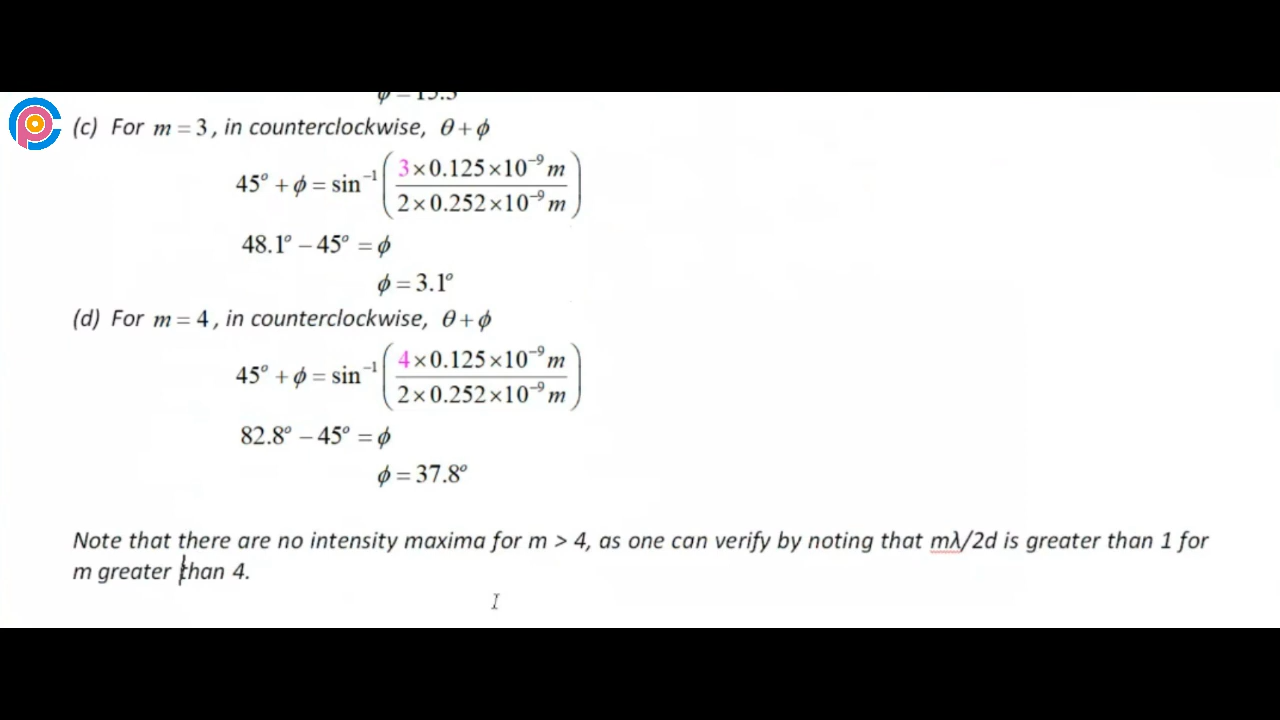 (c) For m = 3, in counterclockwise, θ + ϕ
45° + ϕ = sin⁻¹ ( 3×0.125×10⁻⁹ m / 2×0.252×10⁻⁹ m )
48.1° – 45° = ϕ
ϕ = 3.1°
(d) For m = 4, in counterclockwise, θ + ϕ
45° + ϕ = sin⁻¹ ( 4×0.125×10⁻⁹ m / 2×0.252×10⁻⁹ m )
82.8° – 45° = ϕ
ϕ = 37.8°
Note that there are no intensity maxima for m > 4, as one can verify by noting that mλ/2d is greater than 1 for
m greater than 4.